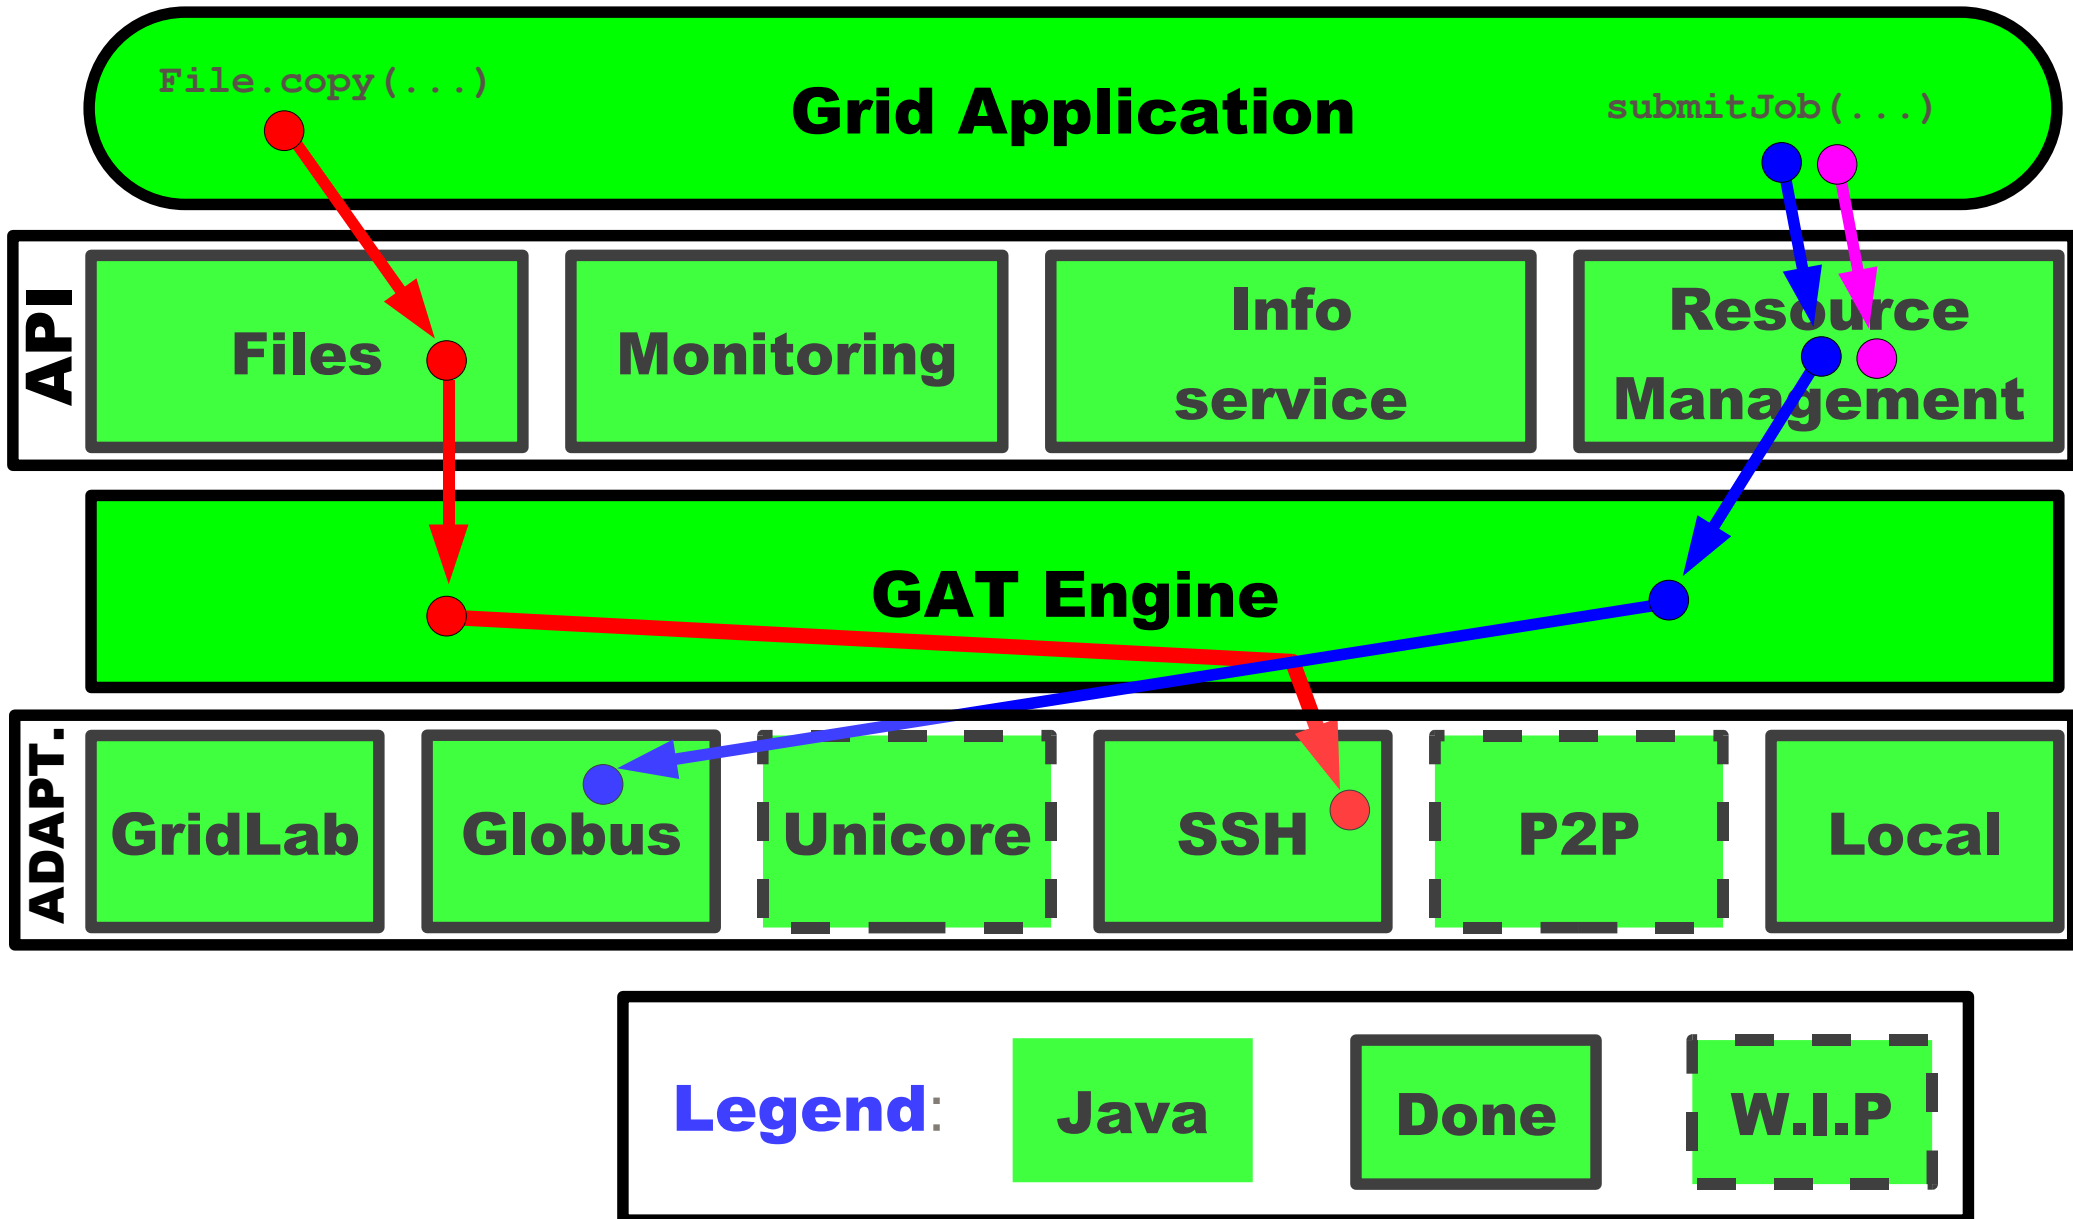 File.copy(...)
Grid Application
submitJob(...)
API
Files
Monitoring
Info
service
Resource
Management
GAT Engine
ADAPT.
GridLab
Globus
Unicore
SSH
P2P
Local
Legend:
Java
Done
W.I.P